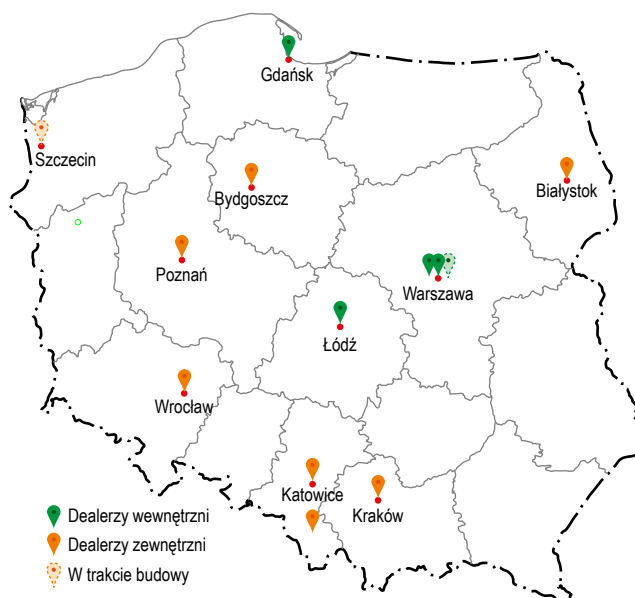 Gdańsk
Szczecin
Bydgoszcz
Białystok
Poznań
Warszawa
Łódź
Wrocław
Katowice
Kraków
Dealerzy wewnętrzni
Dealerzy zewnętrzni
W trakcie budowy